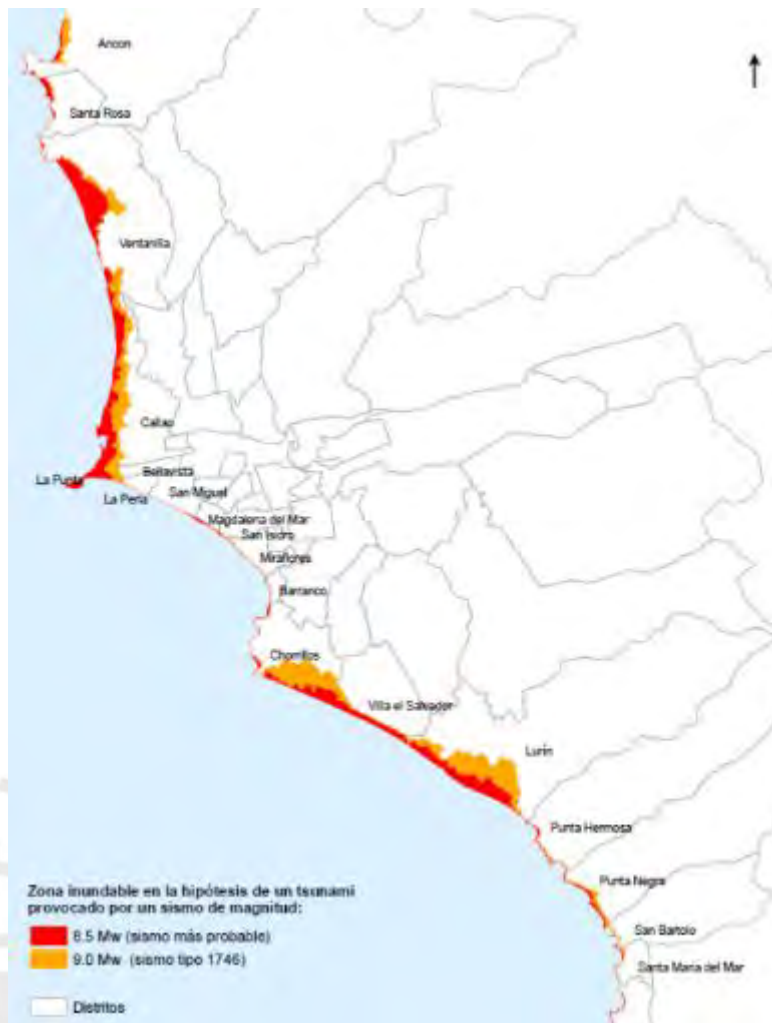 Ancon
Santa Rosa
Ventanilla
Callao
Bellavista
La Punta
San Miguel
La Perla
Magdalena del Mar
San Isidro
Miraflores
Barranco
Chorrillos
Villa el Salvador
Lurín
Punta Hermosa
Punta Negra
San Bartolo
Santa Maria del Mar
Zona inundable en la hipótesis de un tsunami
provocado por un sismo de magnitud:
8.5 Mw (sismo más probable)
9.0 Mw (sismo tipo 1746)
Distritos